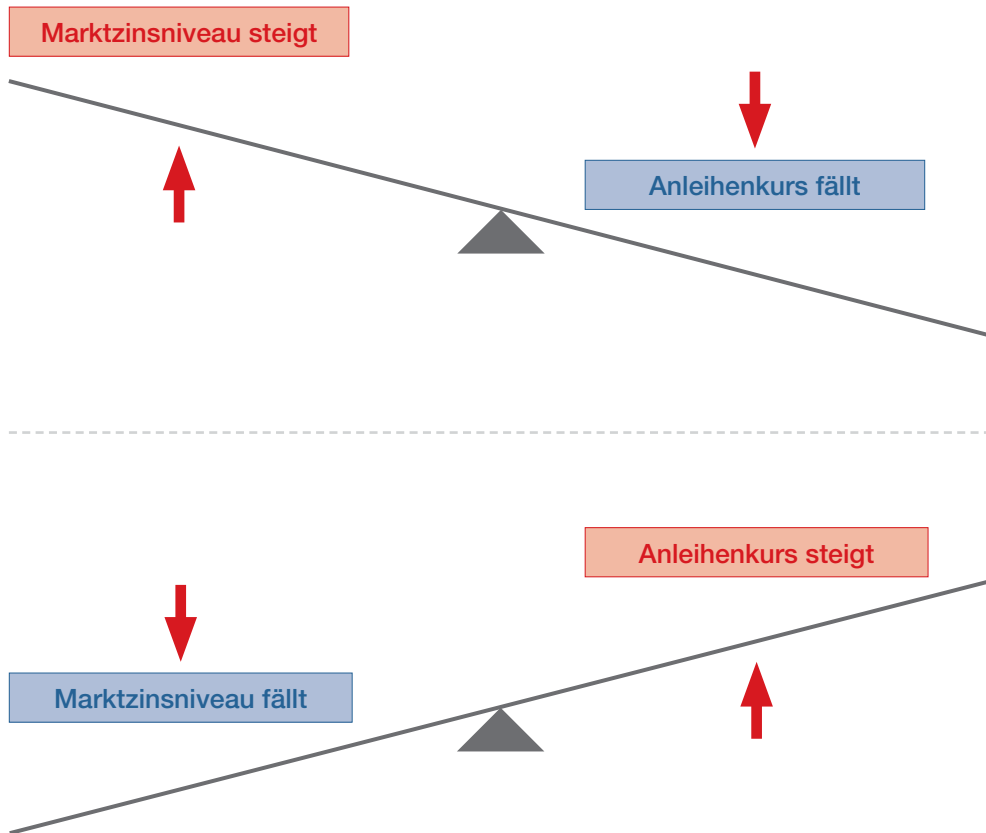 Marktzinsniveau steigt
Anleihenkurs fällt
Anleihenkurs steigt
Marktzinsniveau fällt